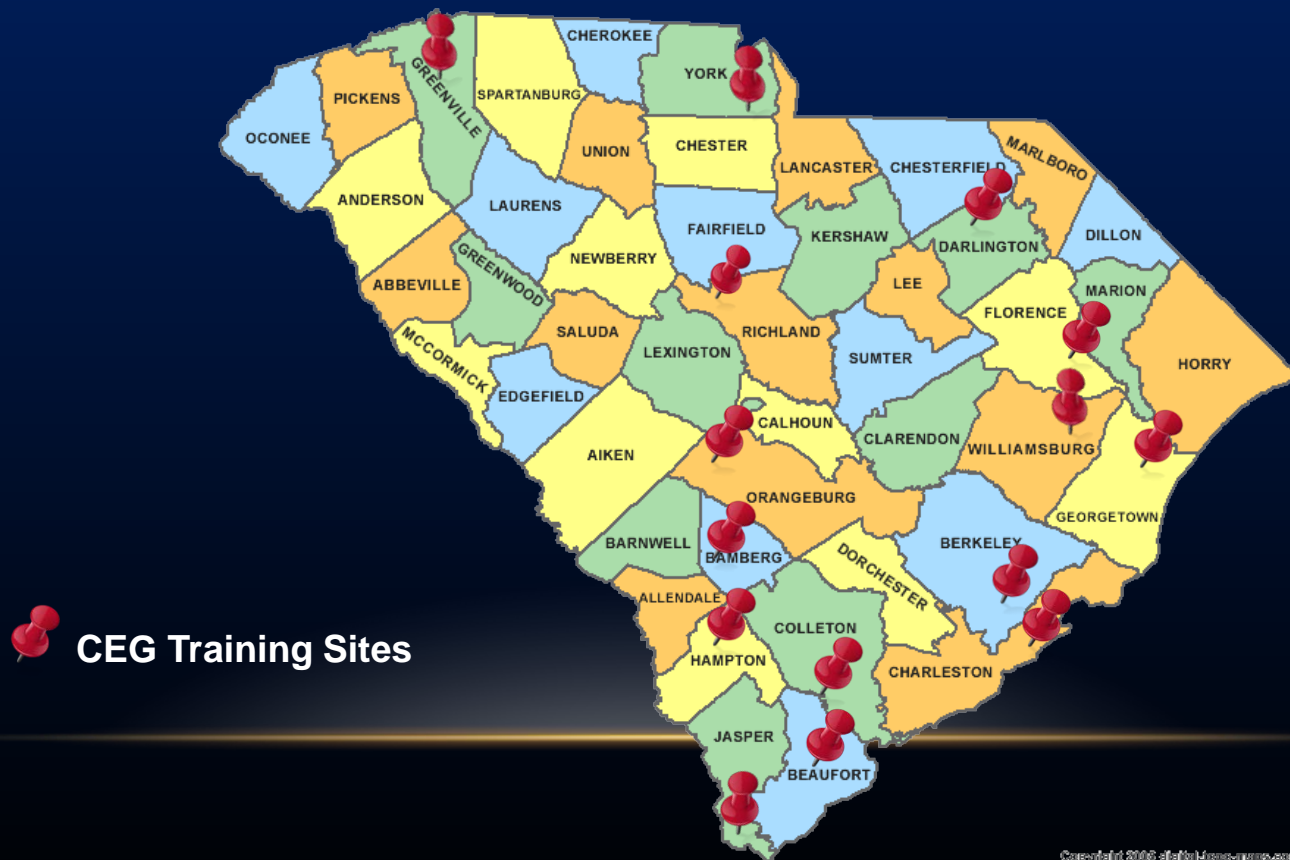 CHEROKEE
YORK
GREENVILLE
SPARTANBURG
PICKENS
OCONEE
UNION
CHESTER
LANCASTER
CHESTERFIELD
MARLBORO
ANDERSON
LAURENS
FAIRFIELD
KERSHAW
DARLINGTON
DILLON
NEWBERRY
GREENWOOD
ABBEVILLE
LEE
MARION
FLORENCE
SALUDA
RICHLAND
LEXINGTON
SUMTER
HORRY
MCCORMICK
EDGEFIELD
CALHOUN
CLARENDON
WILLIAMSBURG
AIKEN
ORANGEBURG
GEORGETOWN
BARNWELL
BAMBERG
BERKELEY
DORCHESTER
ALLENDALE
COLLETON
HAMPTON
CHARLESTON
JASPER
BEAUFORT
CEG Training Sites